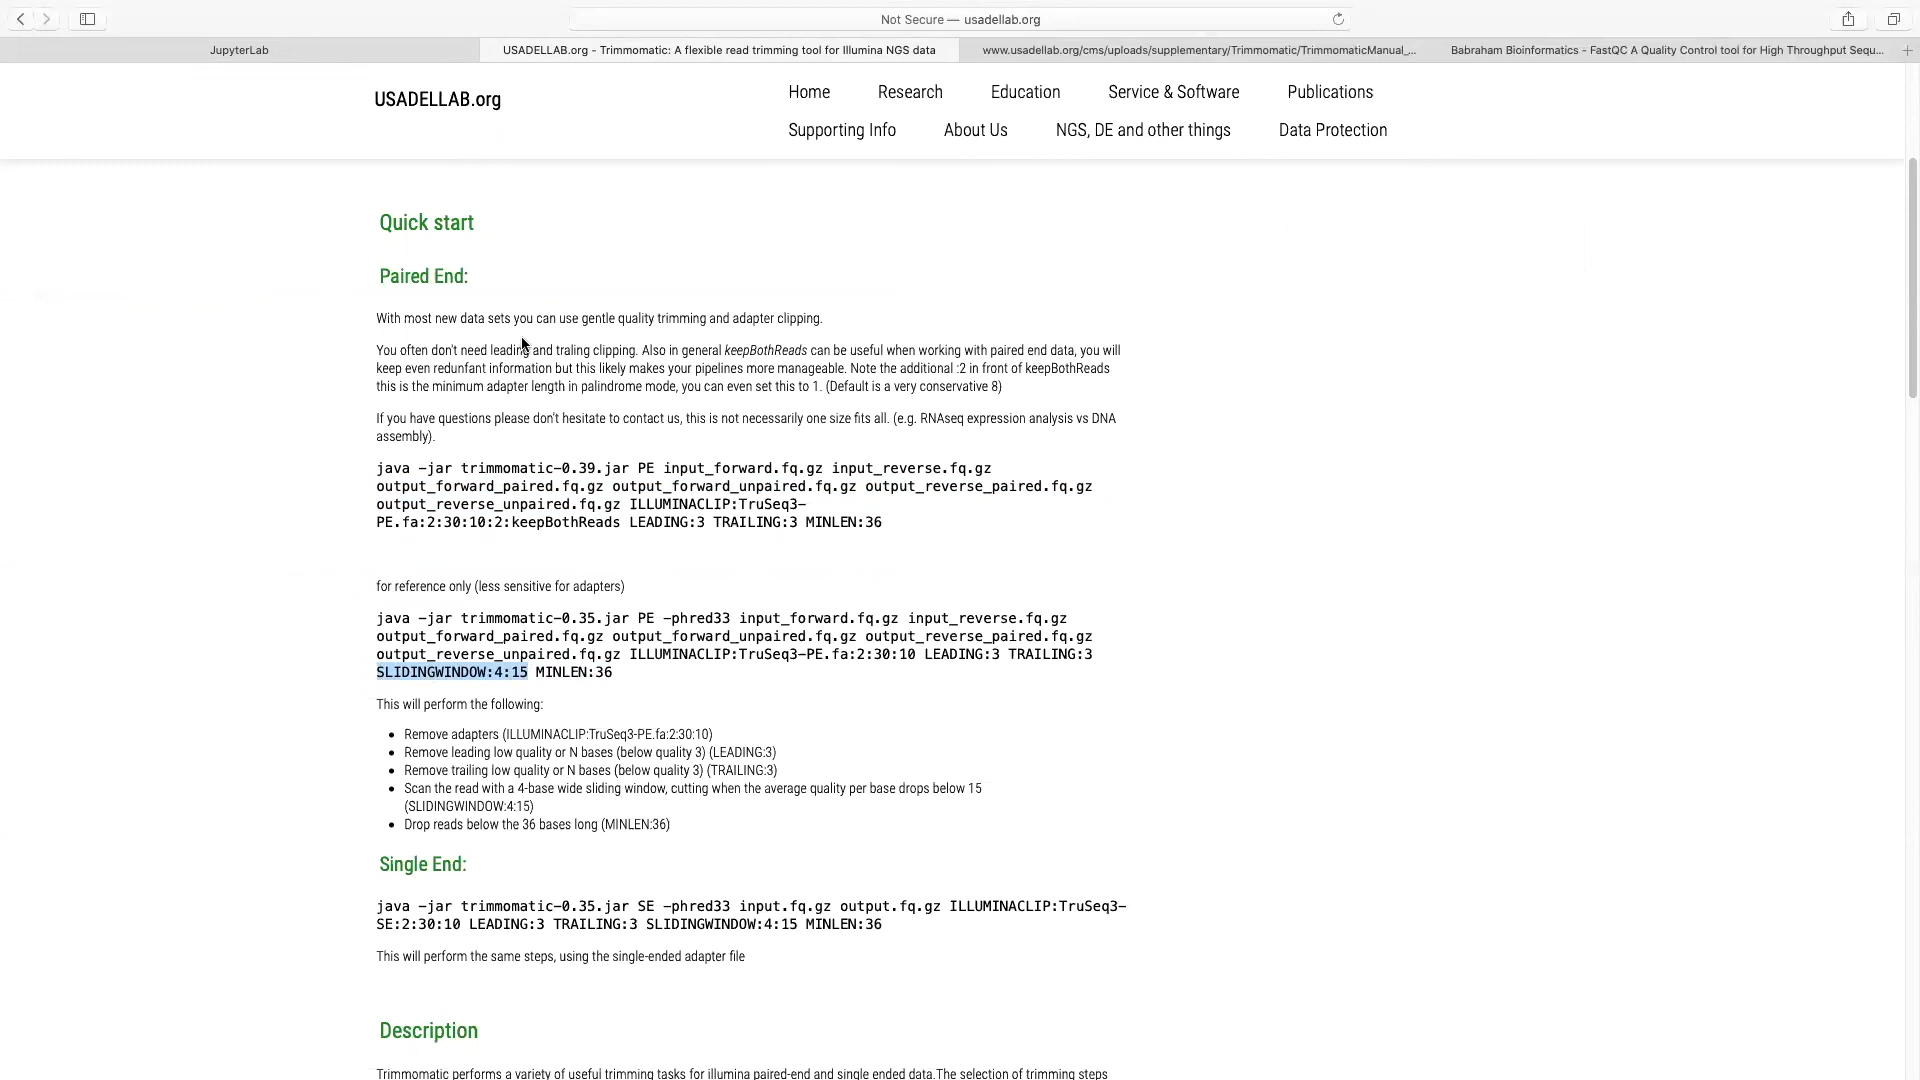 Not Secure — usadellab.org
JupyterLab
USADELLAB.org - Trimmomatic: A flexible read trimming tool for Illumina NGS data
www.usadellab.org/cms/uploads/supplementary/Trimmomatic/TrimmomaticManual_...
Babraham Bioinformatics - FastQC A Quality Control tool for High Throughput Sequ...
USADELLAB.org
Home Research Education Service & Software Publications
Supporting Info About Us NGS, DE and other things Data Protection
Quick start
Paired End:
With most new data sets you can use gentle quality trimming and adapter clipping.
You often don't need leading and traling clipping. Also in general keepBothReads can be useful when working with paired end data, you will
keep even redunfant information but this likely makes your pipelines more manageable. Note the additional :2 in front of keepBothReads
this is the minimum adapter length in palindrome mode, you can even set this to 1. (Default is a very conservative 8)
If you have questions please don't hesitate to contact us, this is not necessarily one size fits all. (e.g. RNAseq expression analysis vs DNA
assembly).
java -jar trimmomatic-0.39.jar PE input_forward.fq.gz input_reverse.fq.gz
output_forward_paired.fq.gz output_forward_unpaired.fq.gz output_reverse_paired.fq.gz
output_reverse_unpaired.fq.gz ILLUMINACLIP:TruSeq3-
PE.fa:2:30:10:2:keepBothReads LEADING:3 TRAILING:3 MINLEN:36
for reference only (less sensitive for adapters)
java -jar trimmomatic-0.35.jar PE -phred33 input_forward.fq.gz input_reverse.fq.gz
output_forward_paired.fq.gz output_forward_unpaired.fq.gz output_reverse_paired.fq.gz
output_reverse_unpaired.fq.gz ILLUMINACLIP:TruSeq3-PE.fa:2:30:10 LEADING:3 TRAILING:3
SLIDINGWINDOW:4:15 MINLEN:36
This will perform the following:
• Remove adapters (ILLUMINACLIP:TruSeq3-PE.fa:2:30:10)
• Remove leading low quality or N bases (below quality 3) (LEADING:3)
• Remove trailing low quality or N bases (below quality 3) (TRAILING:3)
• Scan the read with a 4-base wide sliding window, cutting when the average quality per base drops below 15
(SLIDINGWINDOW:4:15)
• Drop reads below the 36 bases long (MINLEN:36)
Single End:
java -jar trimmomatic-0.35.jar SE -phred33 input.fq.gz output.fq.gz ILLUMINACLIP:TruSeq3-
SE:2:30:10 LEADING:3 TRAILING:3 SLIDINGWINDOW:4:15 MINLEN:36
This will perform the same steps, using the single-ended adapter file
Description
Trimmomatic performs a variety of useful trimming tasks for illumina paired-end and single ended data.The selection of trimming steps